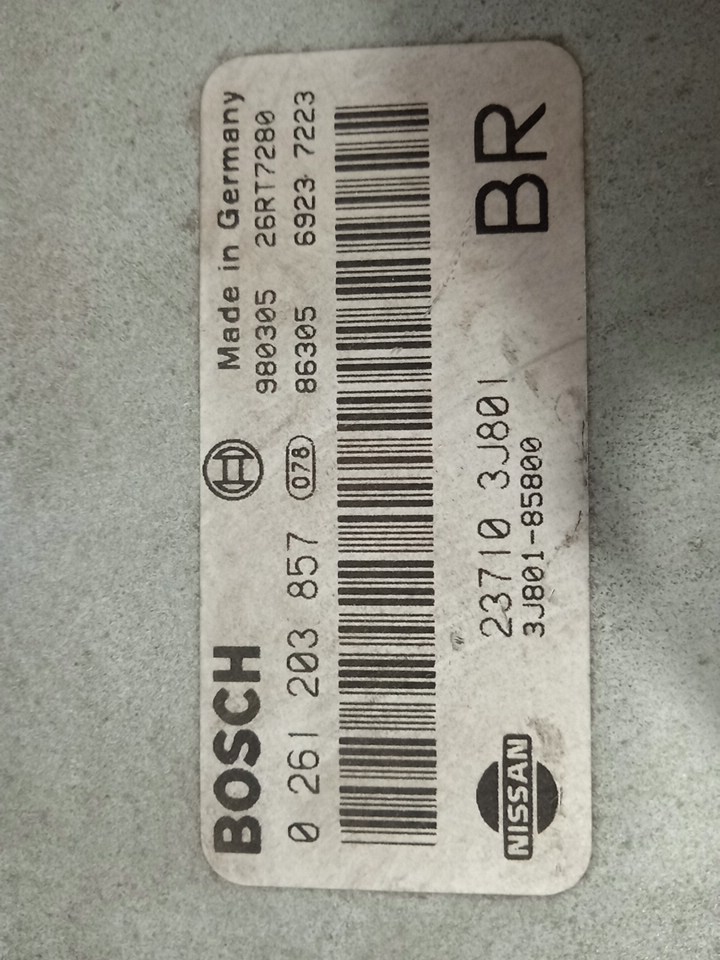 BOSCH
Made in Germany
980305 26RT7280
0 261 203 857 078 86305 6923 7223
23710 3J801
3J801-85800
BR
NISSAN